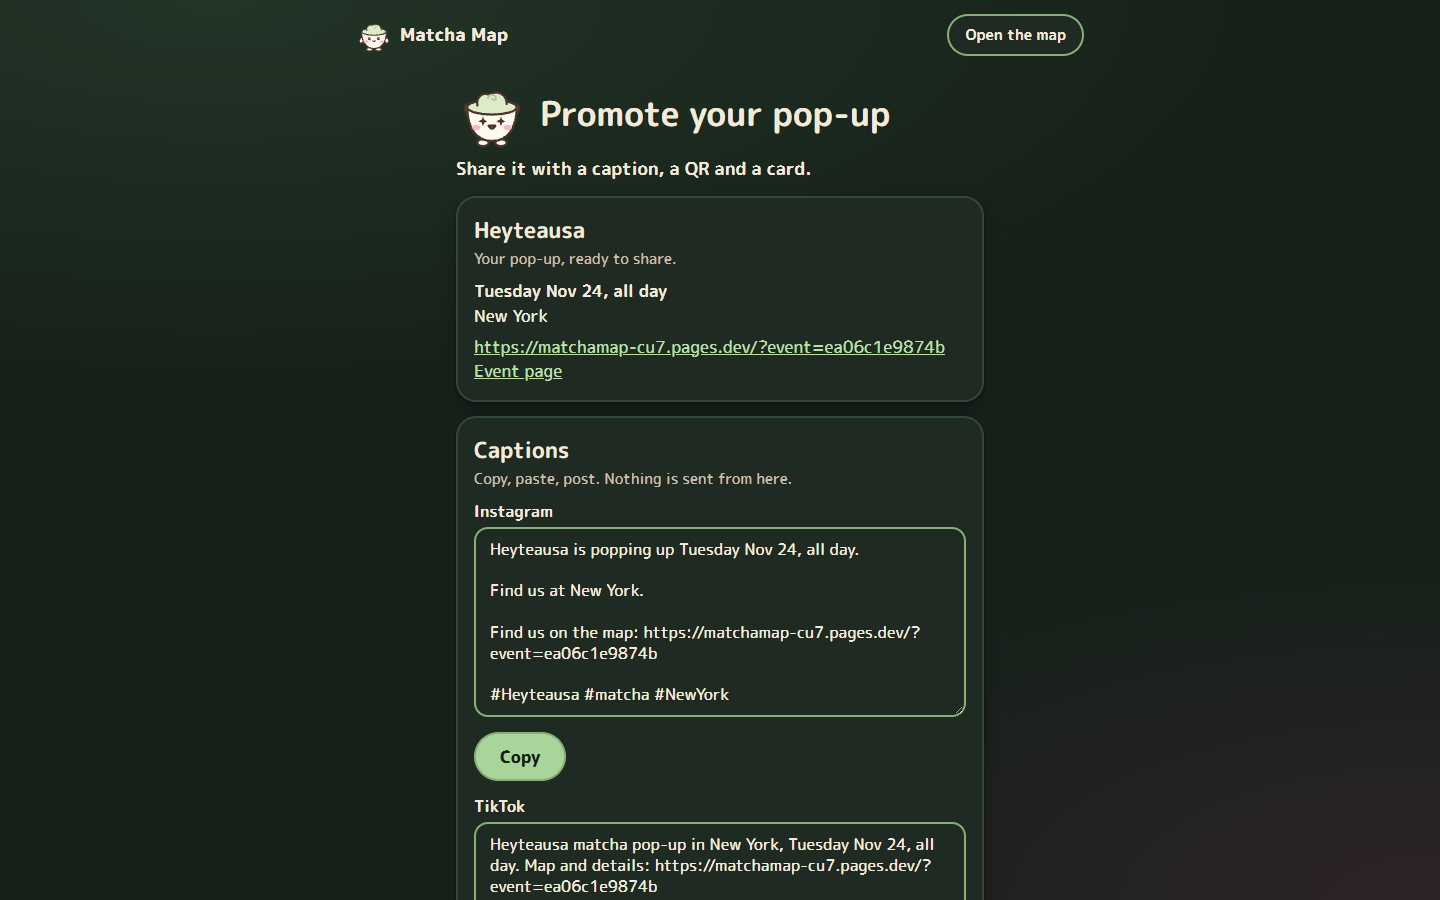 Matcha Map
Open the map
Promote your pop-up
Share it with a caption, a QR and a card.
Heyteausa
Your pop-up, ready to share.
Tuesday Nov 24, all day
New York
https://matchamap-cu7.pages.dev/?event=ea06c1e9874b
Event page
Captions
Copy, paste, post. Nothing is sent from here.
Instagram
Heyteausa is popping up Tuesday Nov 24, all day.
Find us at New York.
Find us on the map: https://matchamap-cu7.pages.dev/?
event=ea06c1e9874b
#Heyteausa #matcha #NewYork
Copy
TikTok
Heyteausa matcha pop-up in New York, Tuesday Nov 24, all
day. Map and details: https://matchamap-cu7.pages.dev/?
event=ea06c1e9874b